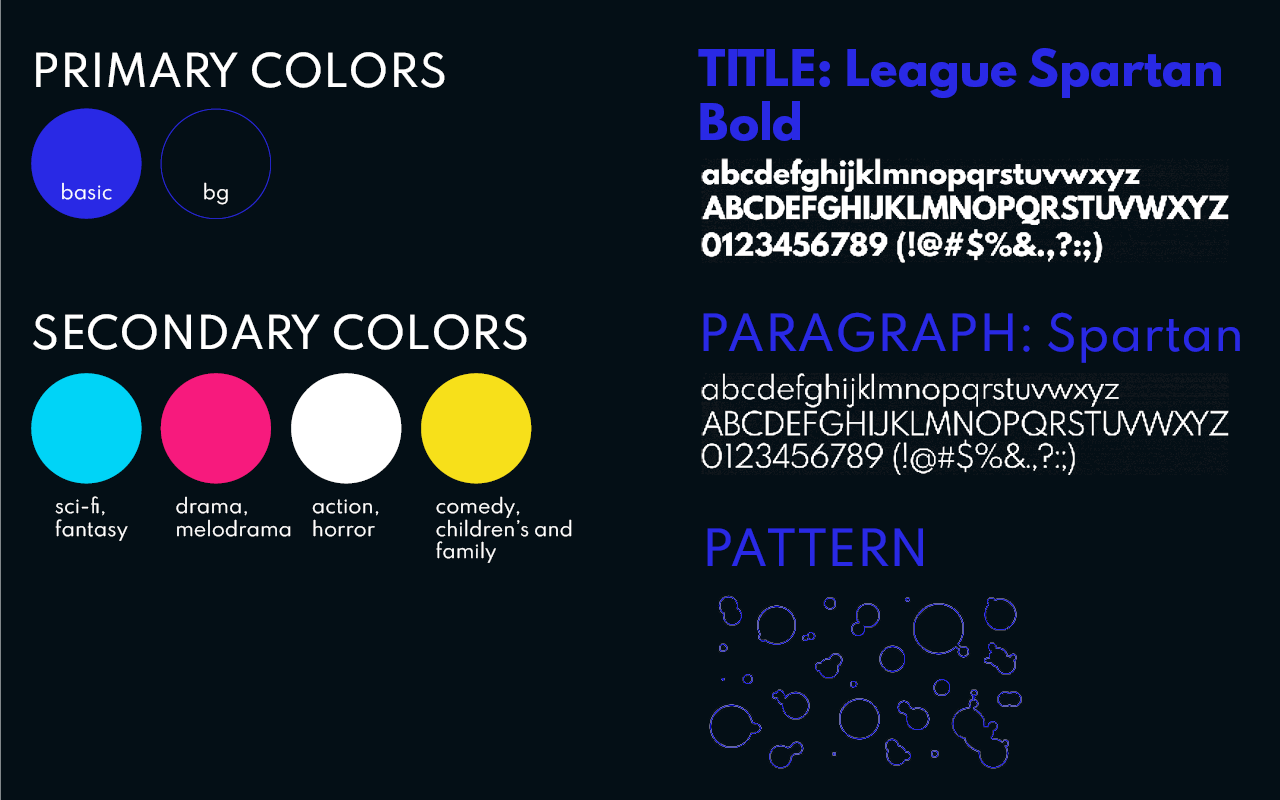 PRIMARY COLORS
basic
bg
SECONDARY COLORS
sci-fi,
fantasy
drama,
melodrama
action,
horror
comedy,
children's and
family
TITLE: League Spartan
Bold
abcdefghijklmnopqrstuvwxyz
ABCDEFGHIJKLMNOPQRSTUVWXYZ
0123456789 (!@#$%&.,?:;)
PARAGRAPH: Spartan
abcdefghijklmnopqrstuvwxyz
ABCDEFGHIJKLMNOPQRSTUVWXYZ
0123456789 (!@#$%&.,?:;)
PATTERN